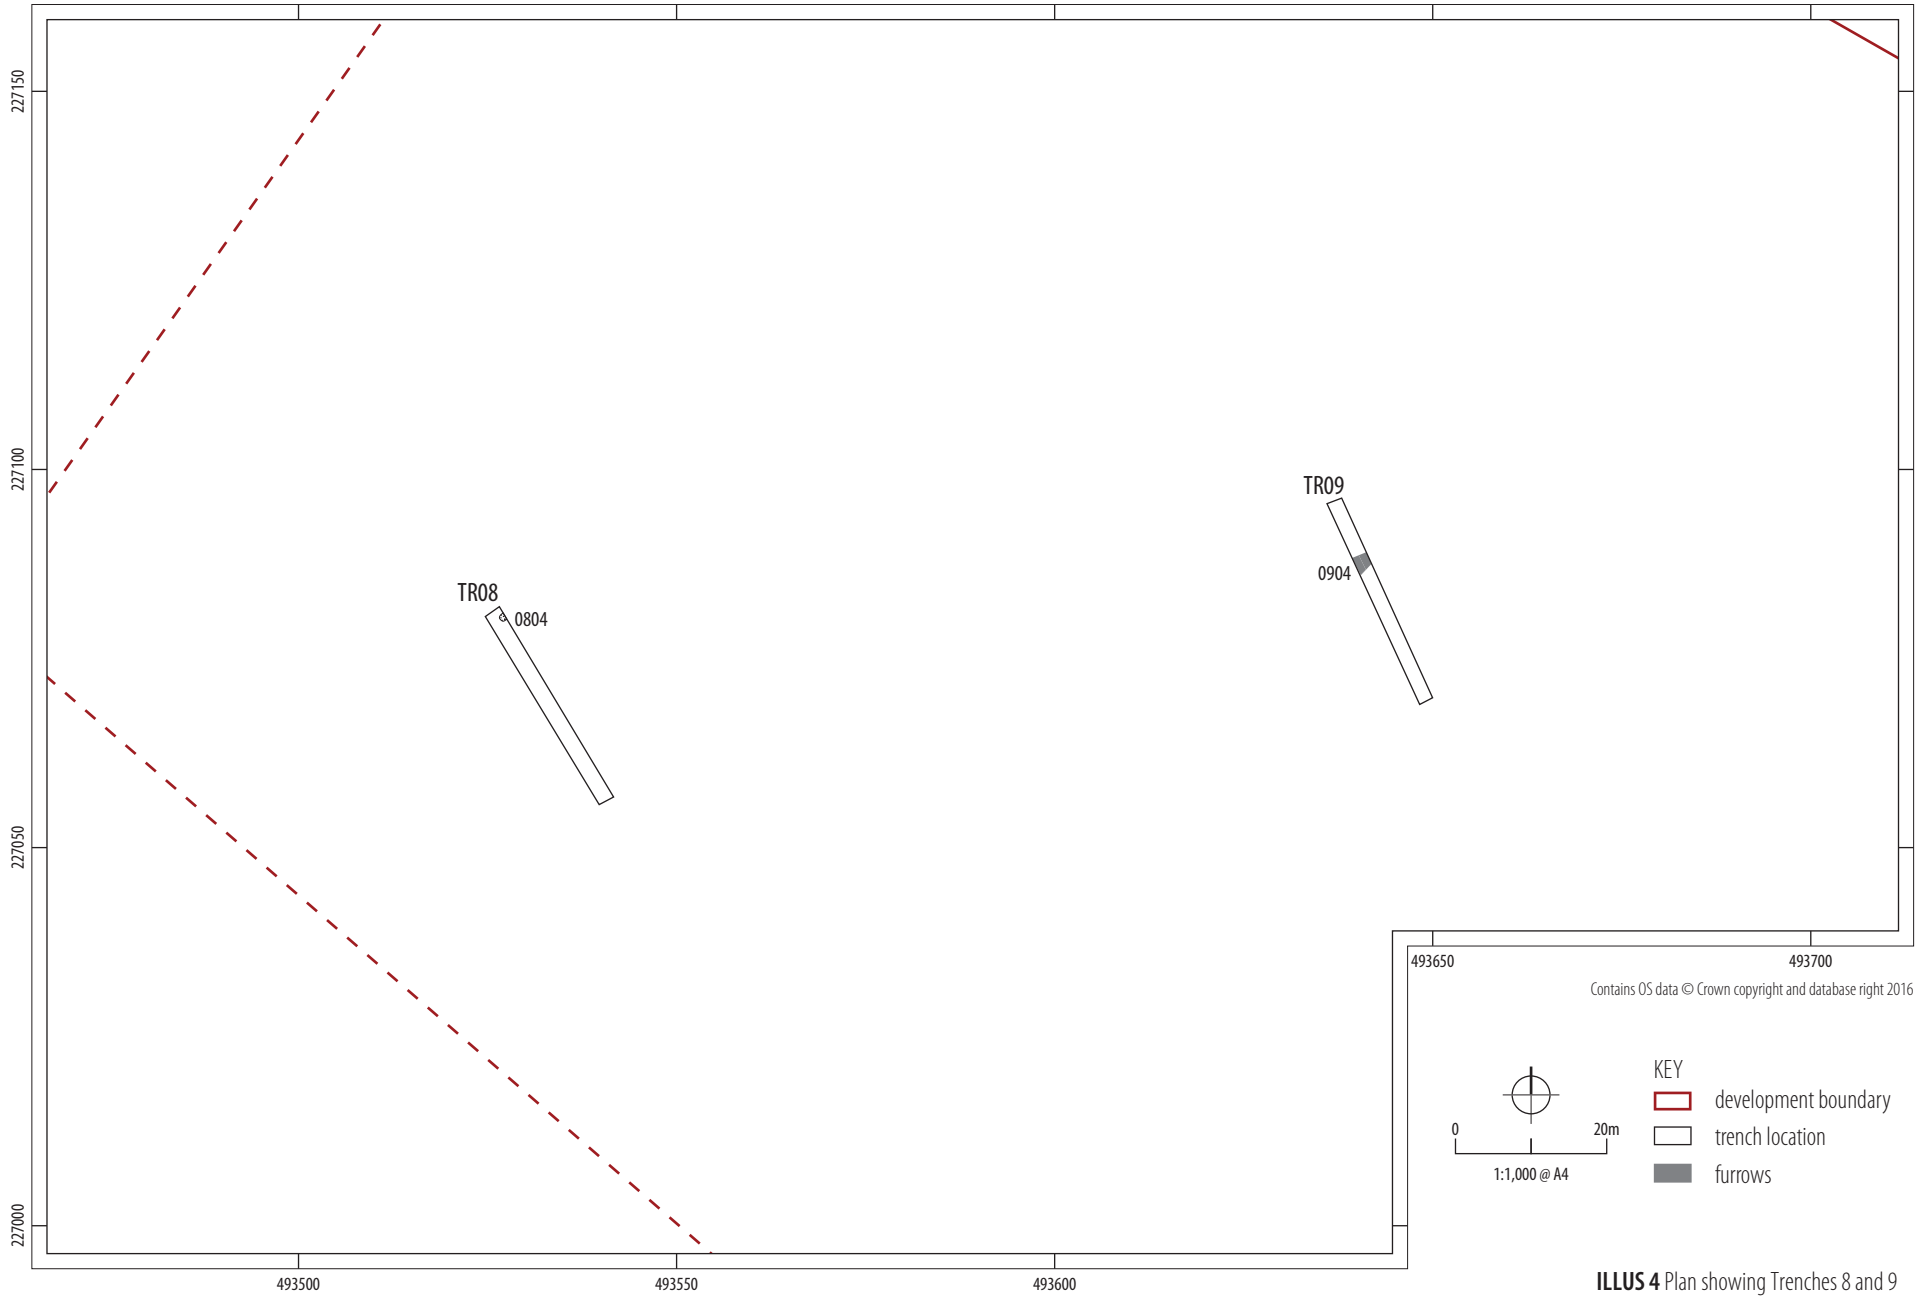 227150
227100
227050
227000
TR08
0804
TR09
0904
493650
493700
Contains OS data © Crown copyright and database right 2016
KEY
development boundary
trench location
furrows
0 20m
1:1,000 @ A4
493500
493550
493600
ILLUS 4 Plan showing Trenches 8 and 9